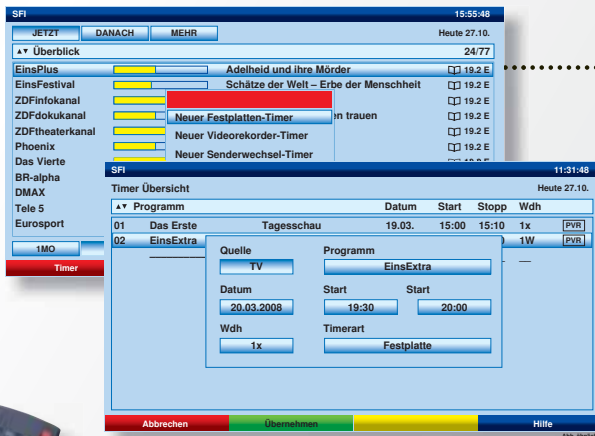 SFI 15:55:48
JETZT DANACH MEHR Heute 27.10.
Überblick 24/77
EinsPlus Adelheid und ihre Mörder 19.2 E
EinsFestival Schätze der Welt – Erbe der Menschheit 19.2 E
ZDFinfokanal 19.2 E
ZDFdokukanal Neuer Festplatten-Timer en trauen 19.2 E
ZDFtheaterkanal Neuer Videorekorder-Timer 19.2 E
Phoenix Neuer Senderwechsel-Timer 19.2 E
Das Vierte
BR-alpha
DMAX
Tele 5
Eurosport
1MO
Timer
SFI 11:31:48
Timer Übersicht Heute 27.10.
Programm Datum Start Stopp Wdh
01 Das Erste Tagesschau 19.03. 15:00 15:10 1x PVR
02 EinsExtra 1W PVR
Quelle Programm
TV EinsExtra
Datum Start Start
20.03.2008 19:30 20:00
Wdh Timerart
1x Festplatte
Abbrechen Übernehmen Hilfe